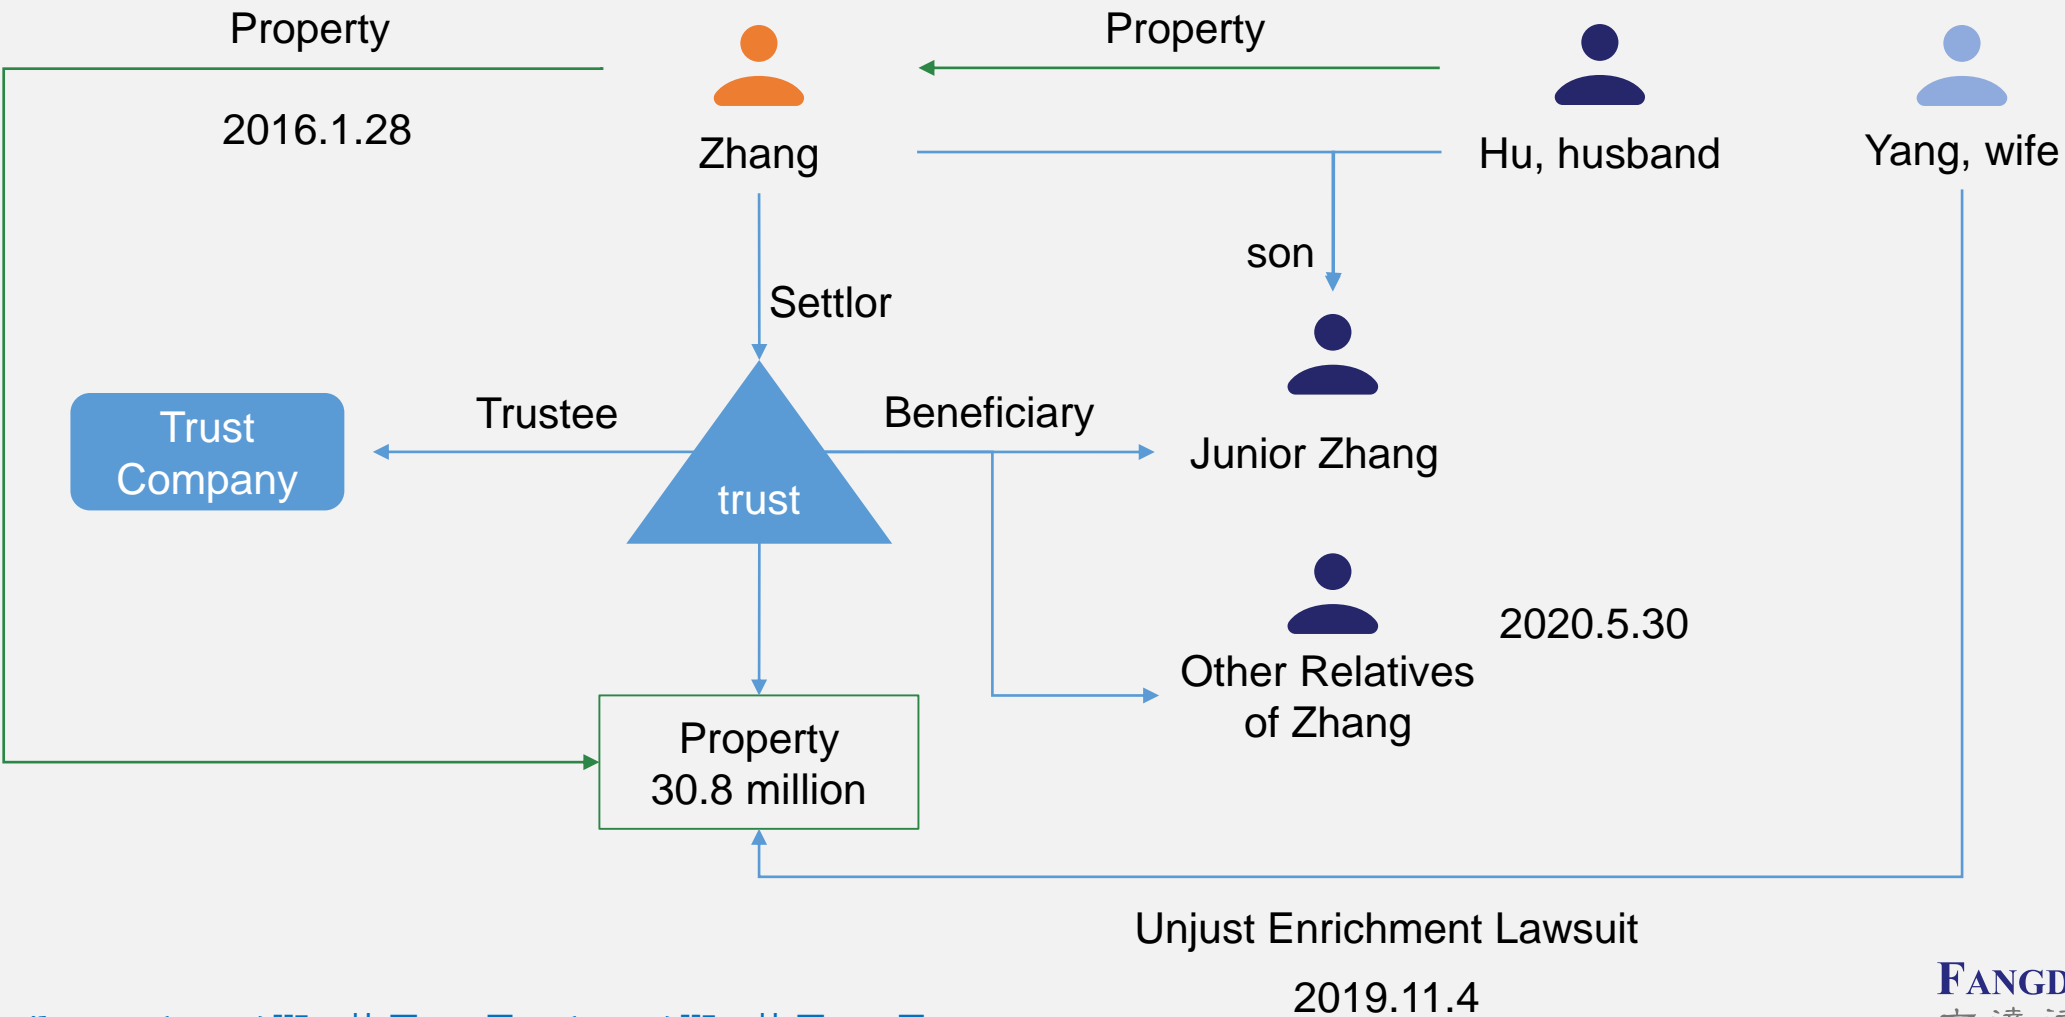 Property
Property
2016.1.28
Zhang
Hu, husband
Yang, wife
son
Settlor
Trust
Company
Trustee
Beneficiary
Junior Zhang
trust
2020.5.30
Other Relatives
of Zhang
Property
30.8 million
Unjust Enrichment Lawsuit
2019.11.4